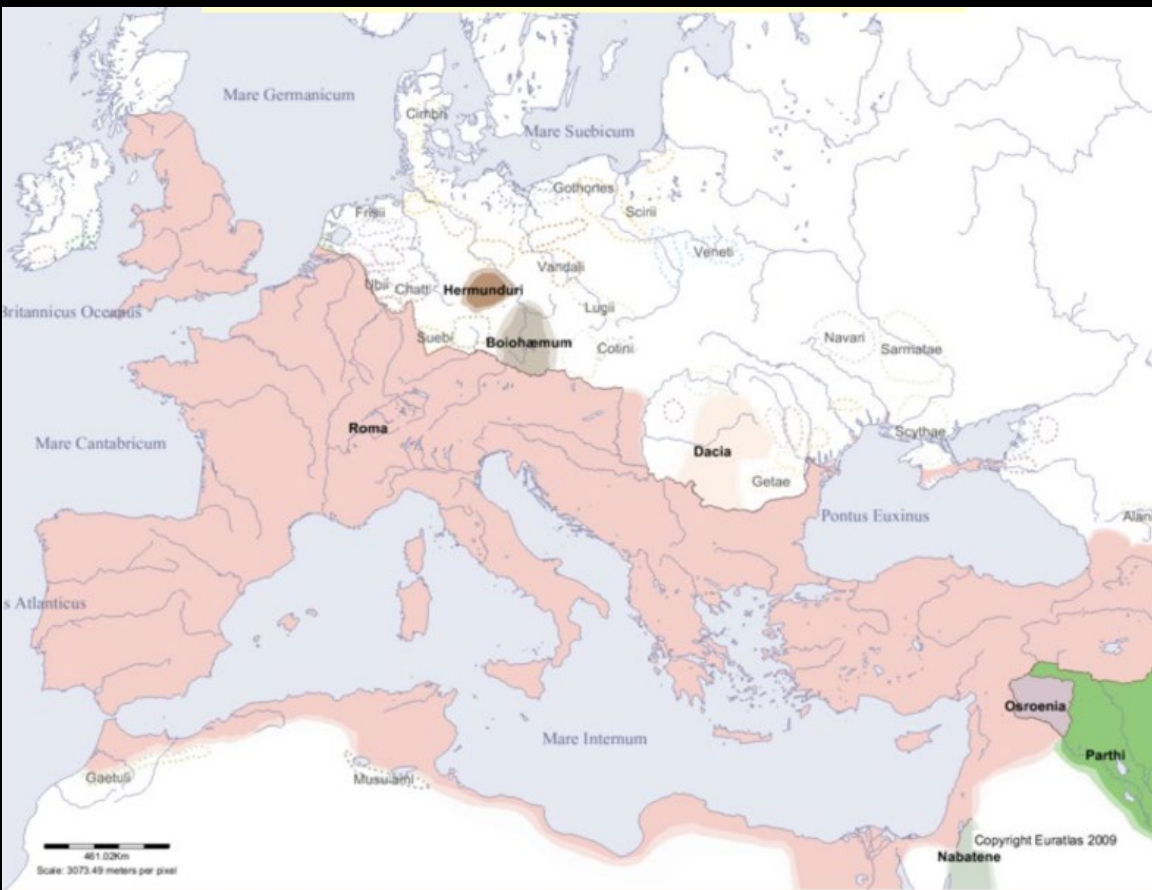 Mare Germanicum
Cimbri
Mare Suebicum
Gothones
Frisii
Scirii
Veneti
Vandali
Ubii
Chatti
Hermunduri
Lugii
Britannicus Oceanus
Suebi
Boiohæmum
Cotini
Navari
Sarmatae
Roma
Mare Cantabricum
Scythae
Dacia
Getae
Pontus Euxinus
Alani
s Atlanticus
Osroenia
Mare Internum
Parthi
Gaetuli
Musulaini
Copyright Euratlas 2009
Nabatene
461.02Km
Scale: 3073.49 meters per pixel